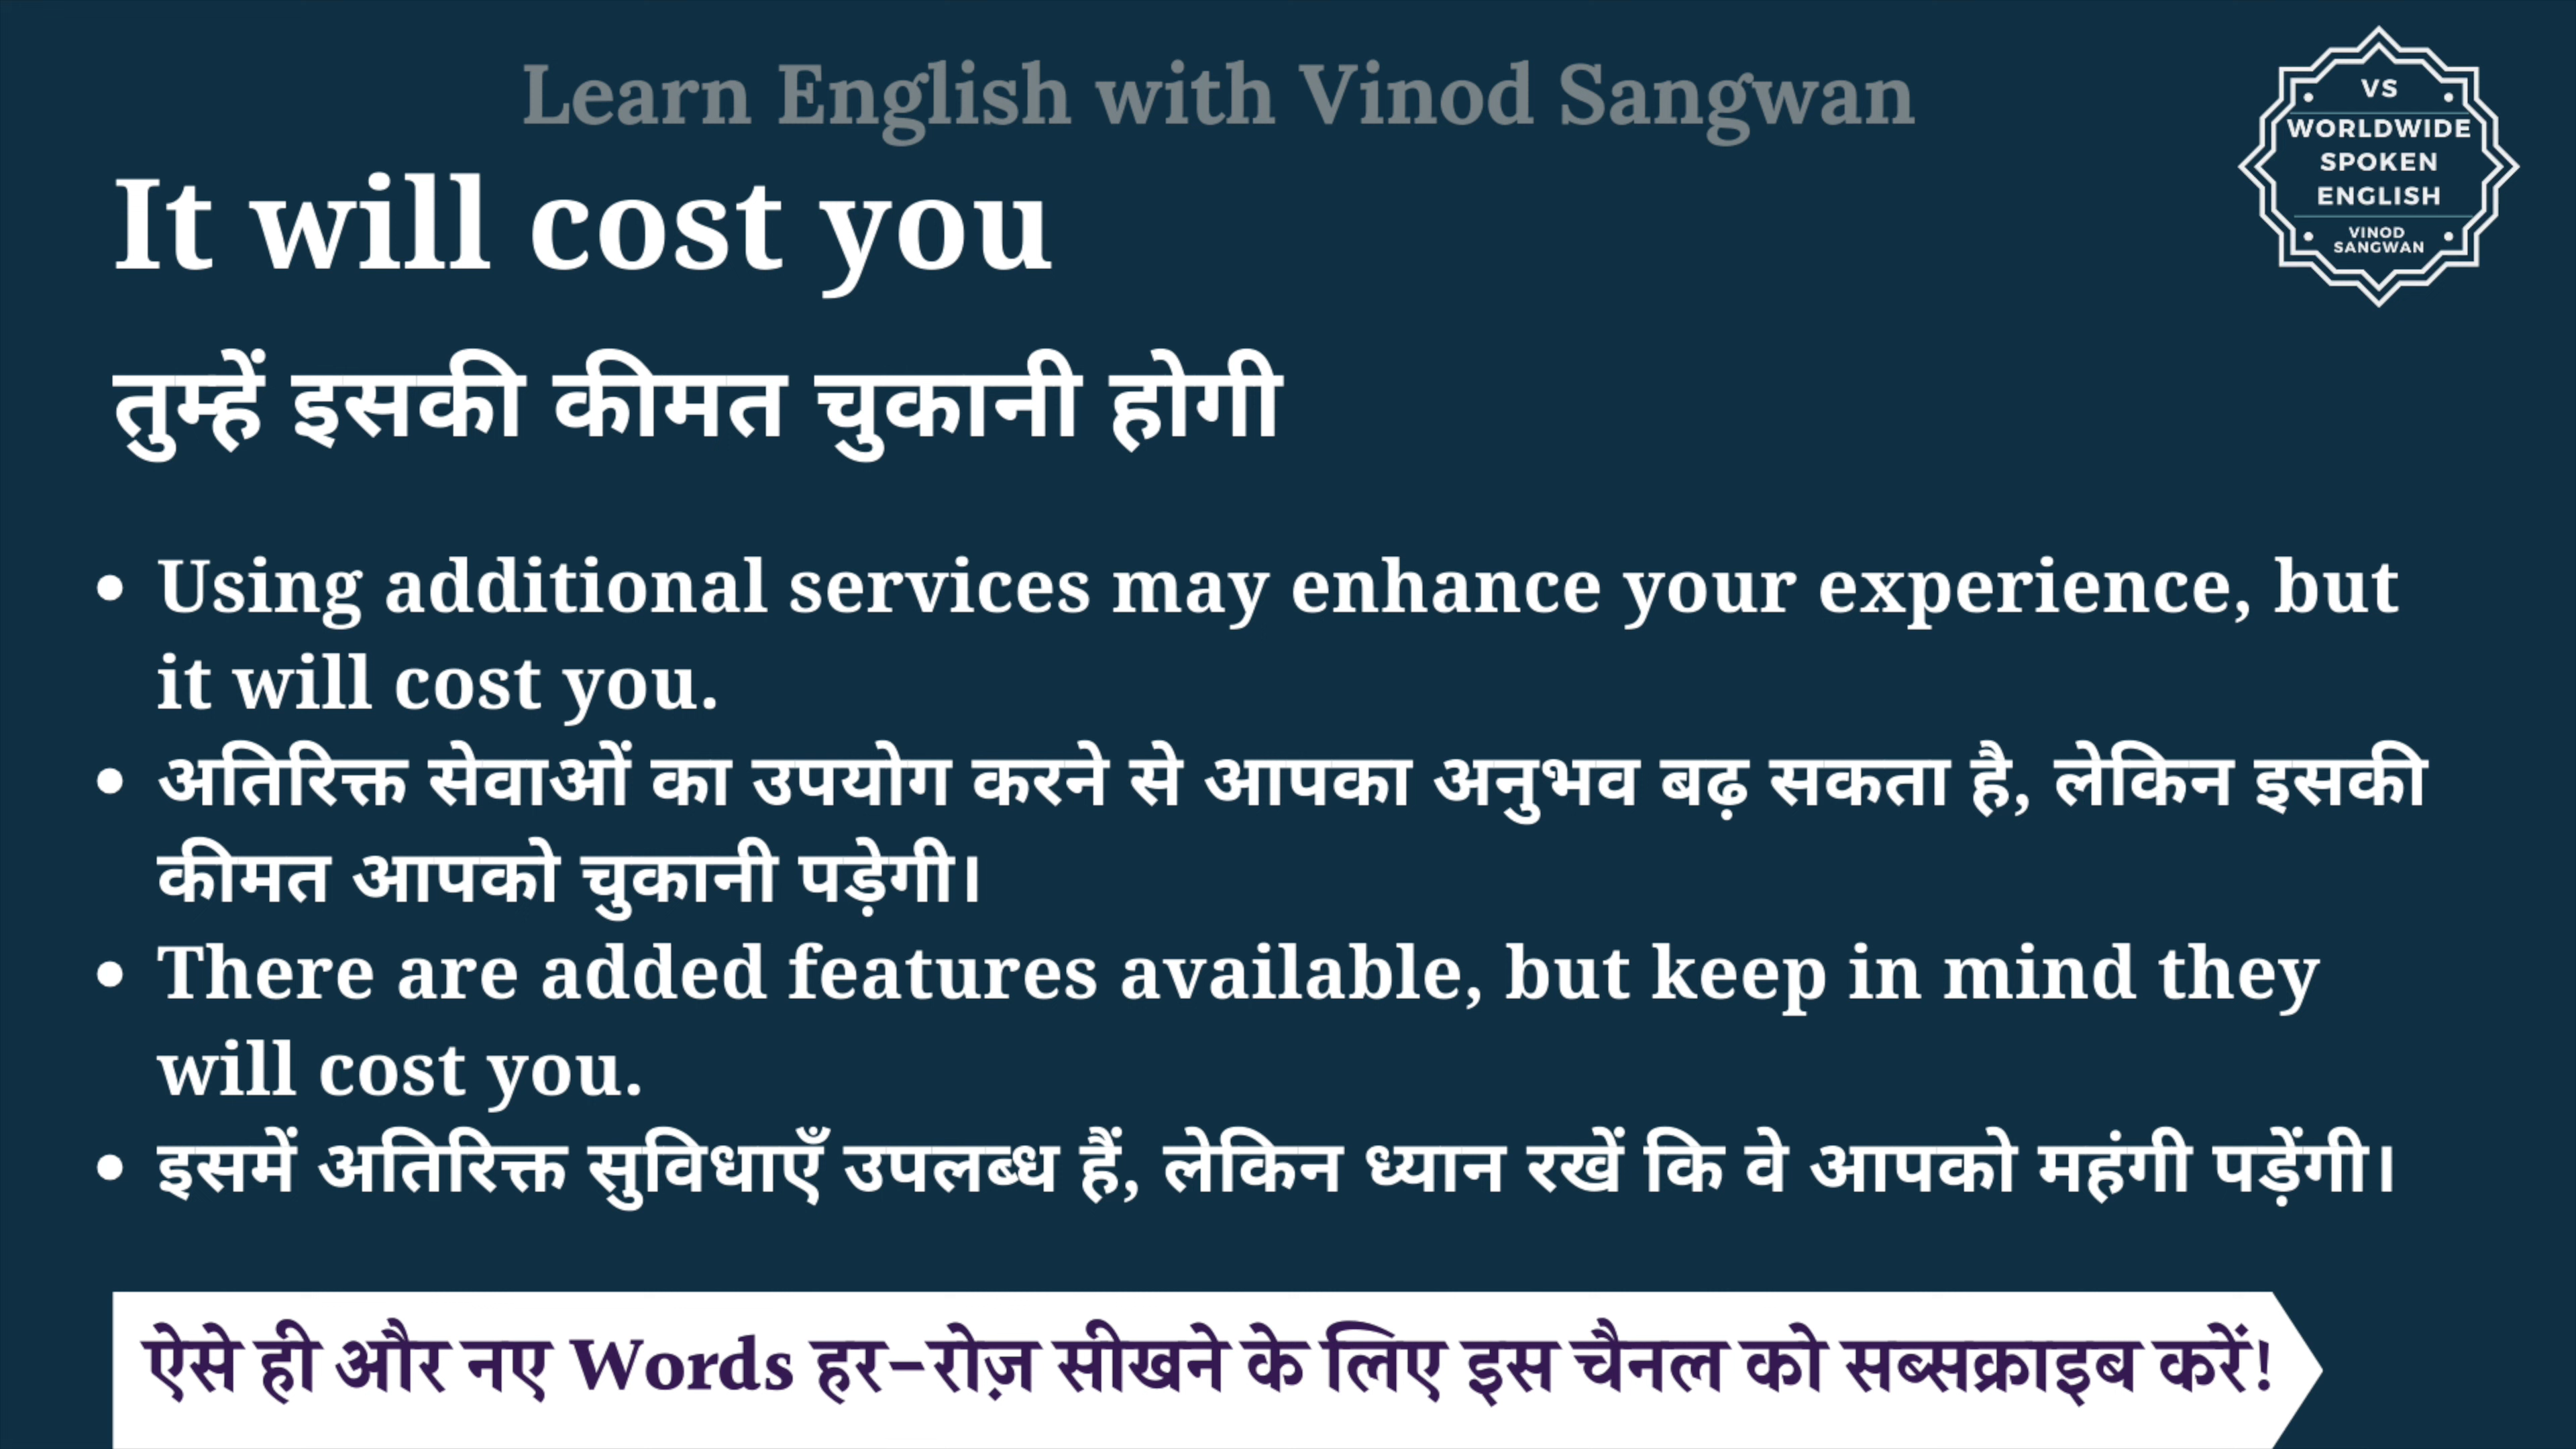 Learn English with Vinod Sangwan
VS
WORLDWIDE
SPOKEN
ENGLISH
VINOD
SANGWAN
It will cost you
तुम्हें इसकी कीमत चुकानी होगी
• Using additional services may enhance your experience, but
it will cost you.
• अतिरिक्त सेवाओं का उपयोग करने से आपका अनुभव बढ़ सकता है, लेकिन इसकी
कीमत आपको चुकानी पड़ेगी।
• There are added features available, but keep in mind they
will cost you.
• इसमें अतिरिक्त सुविधाएँ उपलब्ध हैं, लेकिन ध्यान रखें कि वे आपको महंगी पड़ेंगी।
ऐसे ही और नए Words हर-रोज़ सीखने के लिए इस चैनल को सब्सक्राइब करें!